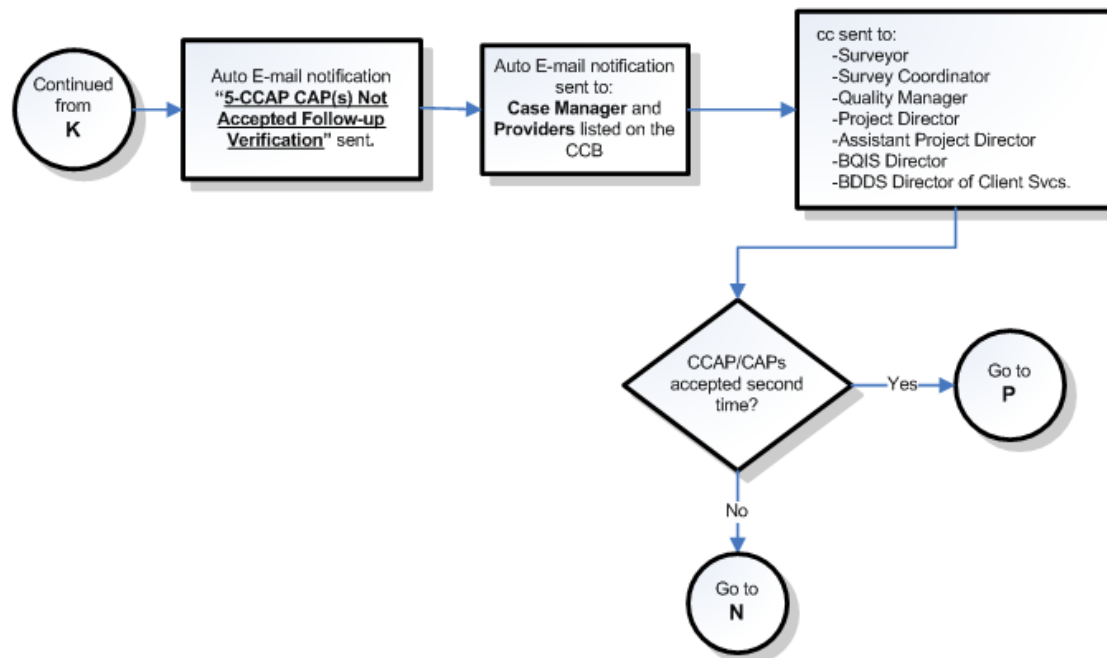 Continued
from
K
Auto E-mail notification
“5-CCAP CAP(s) Not
Accepted Follow-up
Verification” sent.
Auto E-mail notification
sent to:
Case Manager and
Providers listed on the
CCB
cc sent to:
-Surveyor
-Survey Coordinator
-Quality Manager
-Project Director
-Assistant Project Director
-BQIS Director
-BDDS Director of Client Svcs.
CCAP/CAPs
accepted second
time?
Yes
Go to
P
No
Go to
N